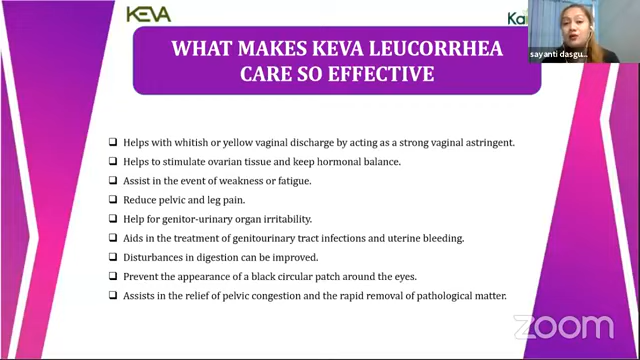 KEVA
Ka
sayanti dasgu...
WHAT MAKES KEVA LEUCORRHEA
CARE SO EFFECTIVE
Helps with whitish or yellow vaginal discharge by acting as a strong vaginal astringent.
Helps to stimulate ovarian tissue and keep hormonal balance.
Assist in the event of weakness or fatigue.
Reduce pelvic and leg pain.
Help for genitor-urinary organ irritability.
Aids in the treatment of genitourinary tract infections and uterine bleeding.
Disturbances in digestion can be improved.
Prevent the appearance of a black circular patch around the eyes.
Assists in the relief of pelvic congestion and the rapid removal of pathological matter.
zoom